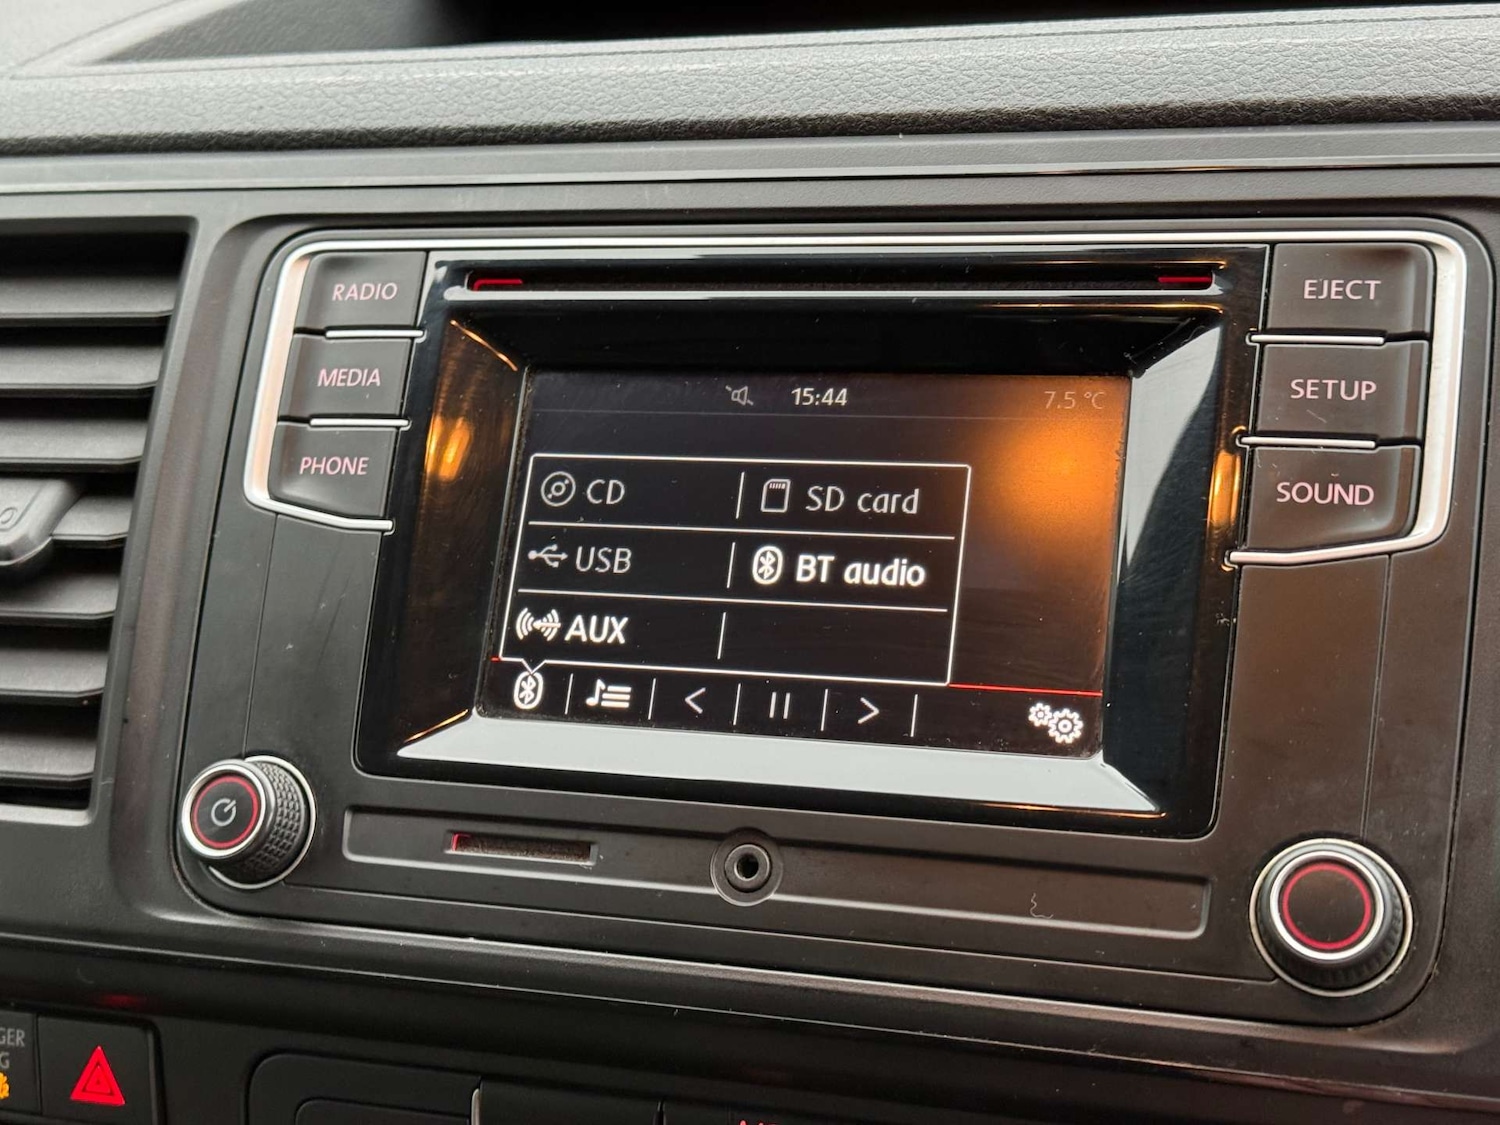 RADIO
MEDIA
PHONE
EJECT
SETUP
SOUND
15:44
7.5 °C
CD
SD card
USB
BT audio
AUX